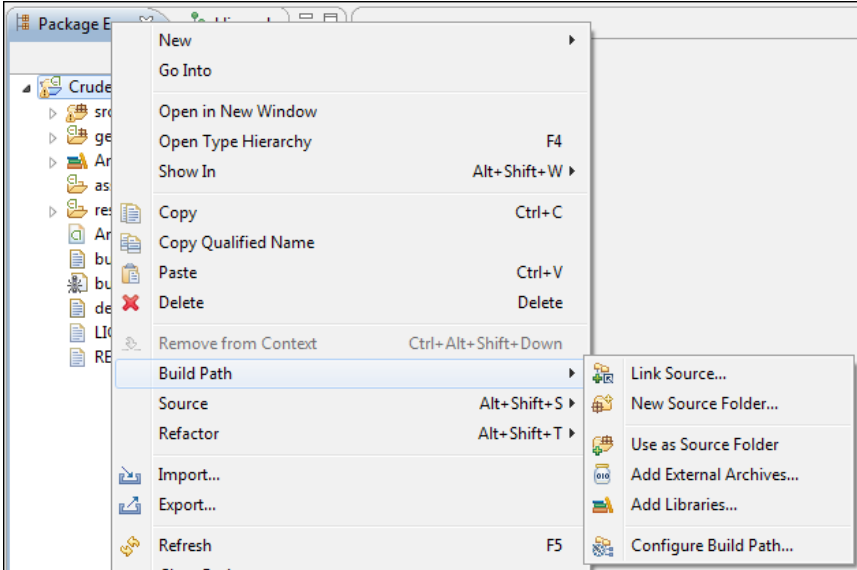 Package E
New
Go Into
Crude
src
Open in New Window
ge
Open Type Hierarchy F4
An
Show In Alt+Shift+W
as
res
Copy Ctrl+C
An
Copy Qualified Name
bu
Paste Ctrl+V
bu
Delete Delete
de
LIC
Remove from Context Ctrl+Alt+Shift+Down
RE
Build Path
Link Source...
Source Alt+Shift+S
New Source Folder...
Refactor Alt+Shift+T
Use as Source Folder
Import...
Add External Archives...
Export...
Add Libraries...
Refresh F5
Configure Build Path...